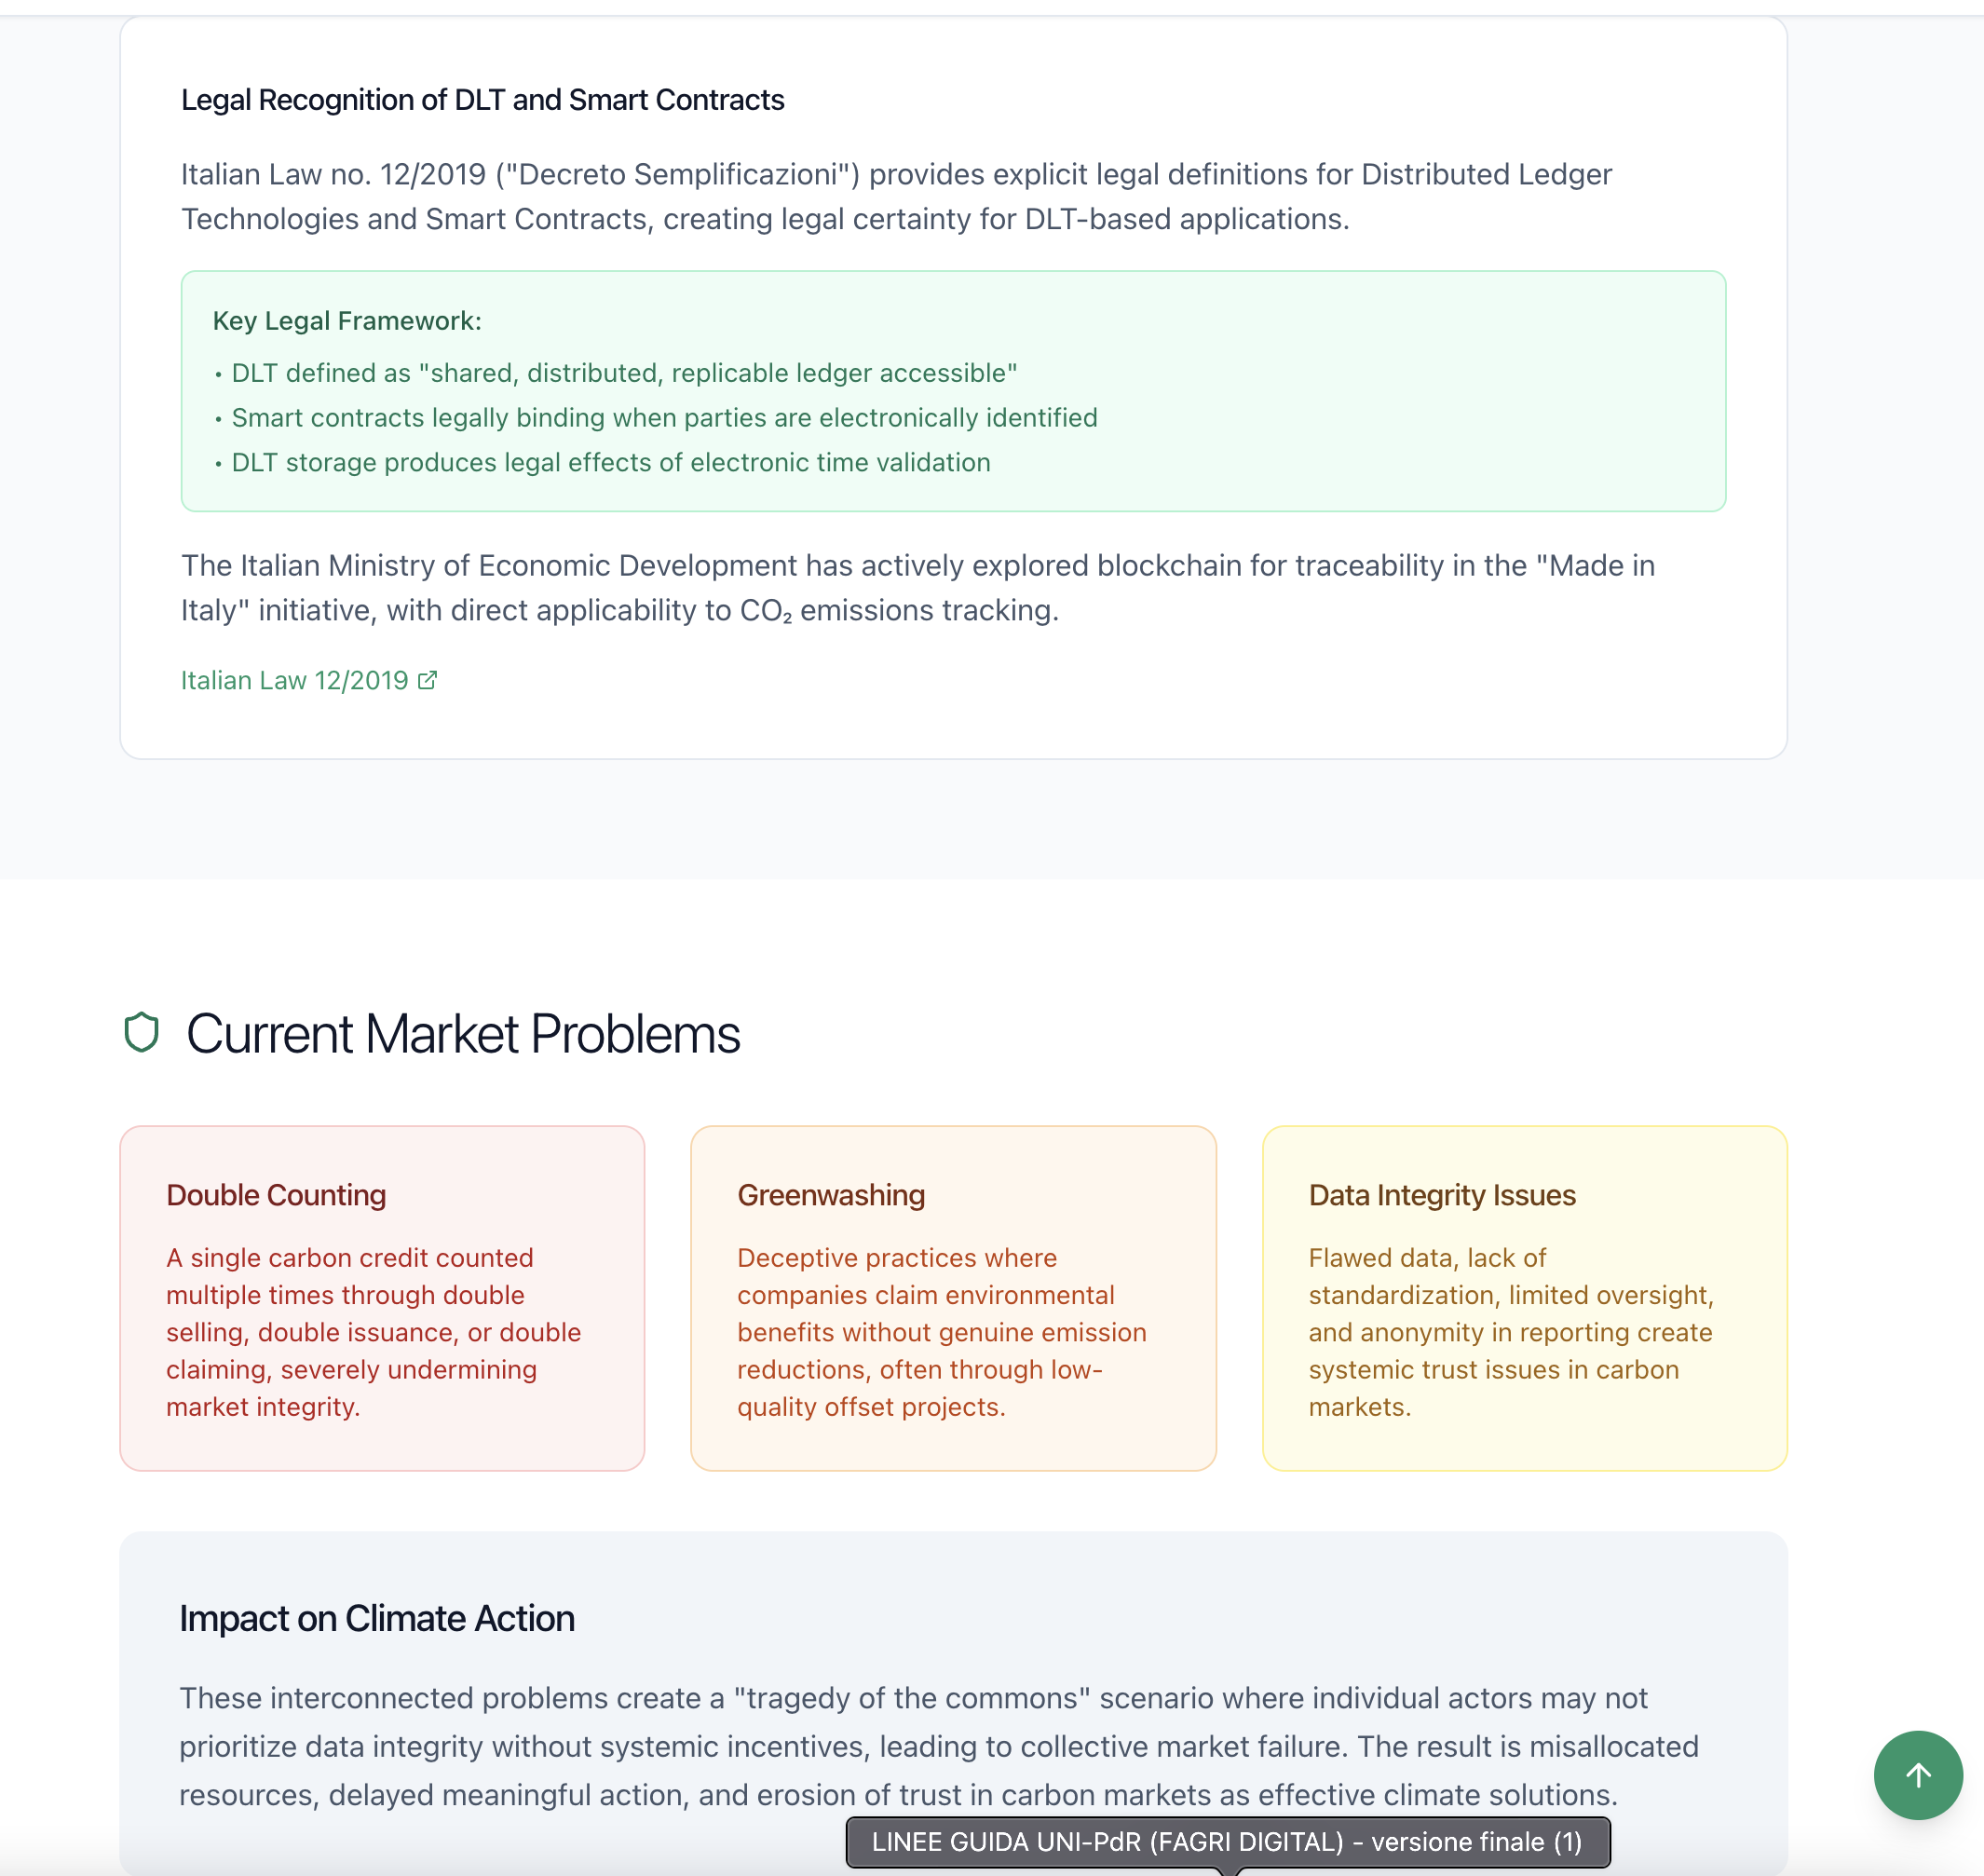 Legal Recognition of DLT and Smart Contracts
Italian Law no. 12/2019 ("Decreto Semplificazioni") provides explicit legal definitions for Distributed Ledger
Technologies and Smart Contracts, creating legal certainty for DLT-based applications.
Key Legal Framework:
• DLT defined as "shared, distributed, replicable ledger accessible"
• Smart contracts legally binding when parties are electronically identified
• DLT storage produces legal effects of electronic time validation
The Italian Ministry of Economic Development has actively explored blockchain for traceability in the "Made in
Italy" initiative, with direct applicability to CO₂ emissions tracking.
Italian Law 12/2019
Current Market Problems
Double Counting
A single carbon credit counted
multiple times through double
selling, double issuance, or double
claiming, severely undermining
market integrity.
Greenwashing
Deceptive practices where
companies claim environmental
benefits without genuine emission
reductions, often through low-
quality offset projects.
Data Integrity Issues
Flawed data, lack of
standardization, limited oversight,
and anonymity in reporting create
systemic trust issues in carbon
markets.
Impact on Climate Action
These interconnected problems create a "tragedy of the commons" scenario where individual actors may not
prioritize data integrity without systemic incentives, leading to collective market failure. The result is misallocated
resources, delayed meaningful action, and erosion of trust in carbon markets as effective climate solutions.
LINEE GUIDA UNI-PdR (FAGRI DIGITAL) - versione finale (1)